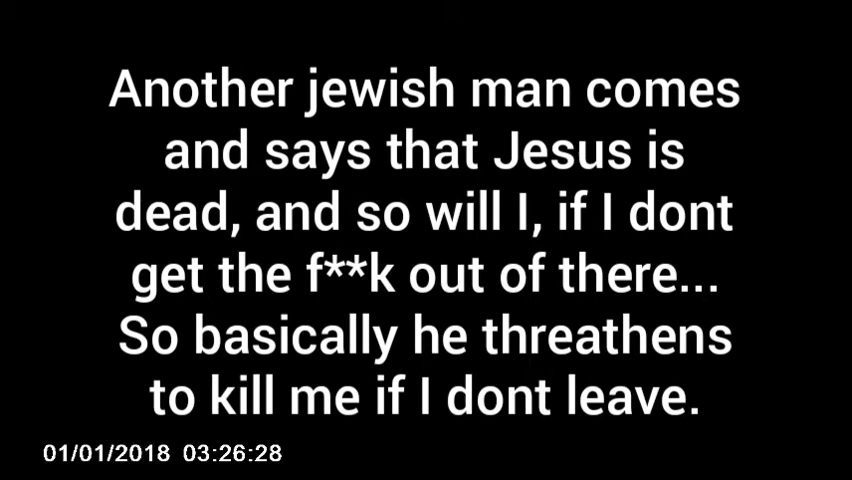 Another jewish man comes
and says that Jesus is
dead, and so will I, if I dont
get the f**k out of there...
So basically he threathens
to kill me if I dont leave.
01/01/2018 03:26:28